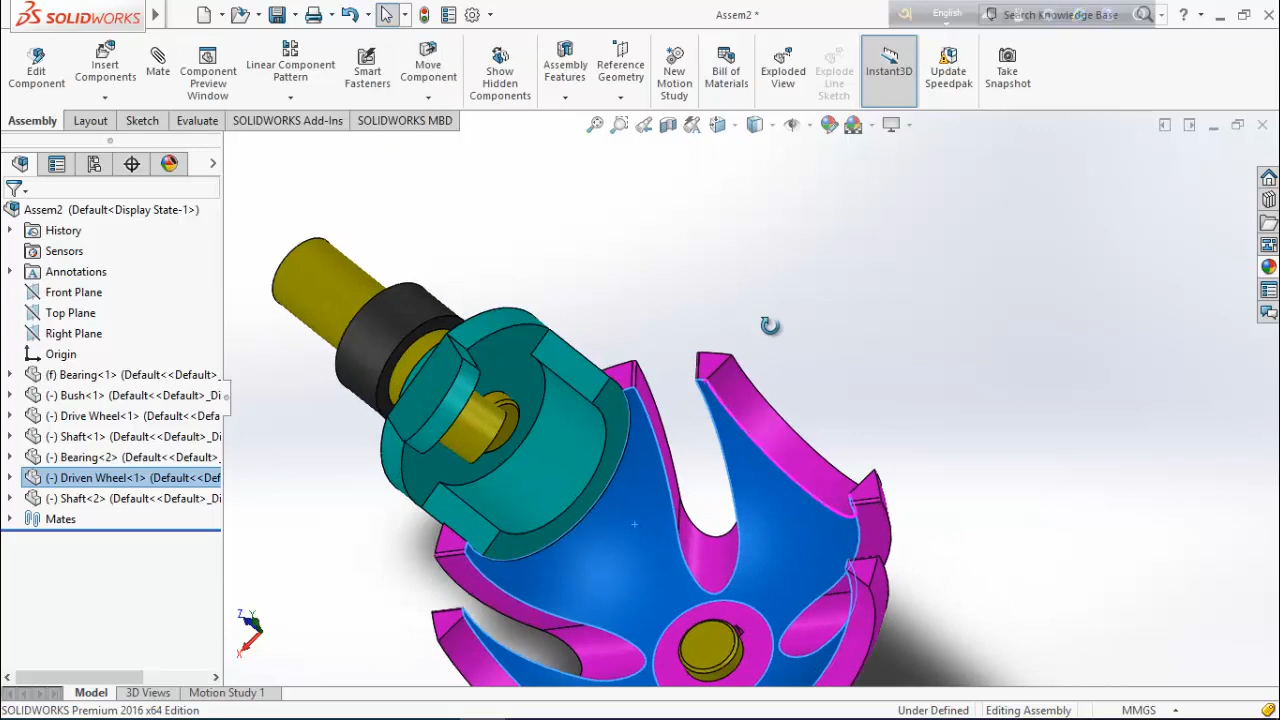 SOLIDWORKS
Assem2 *
English
Search Knowledge Base
?
Edit
Component
Insert
Components
Mate
Component
Preview
Window
Linear Component
Pattern
Smart
Fasteners
Move
Component
Show
Hidden
Components
Assembly
Features
Reference
Geometry
New
Motion
Study
Bill of
Materials
Exploded
View
Explode
Line
Sketch
Instant3D
Update
Speedpak
Take
Snapshot
Assembly Layout Sketch Evaluate SOLIDWORKS Add-Ins SOLIDWORKS MBD
Assem2 (Default<Display State-1>)
History
Sensors
Annotations
Front Plane
Top Plane
Right Plane
Origin
(f) Bearing<1> (Default<<Default>_
(-) Bush<1> (Default<<Default>_Di
(-) Drive Wheel<1> (Default<<Defa
(-) Shaft<1> (Default<<Default>_Di
(-) Bearing<2> (Default<<Default>_
(-) Driven Wheel<1> (Default<<Def
(-) Shaft<2> (Default<<Default>_Di
Mates
Z Y
X
Model 3D Views Motion Study 1
SOLIDWORKS Premium 2016 x64 Edition Under Defined Editing Assembly MMGS